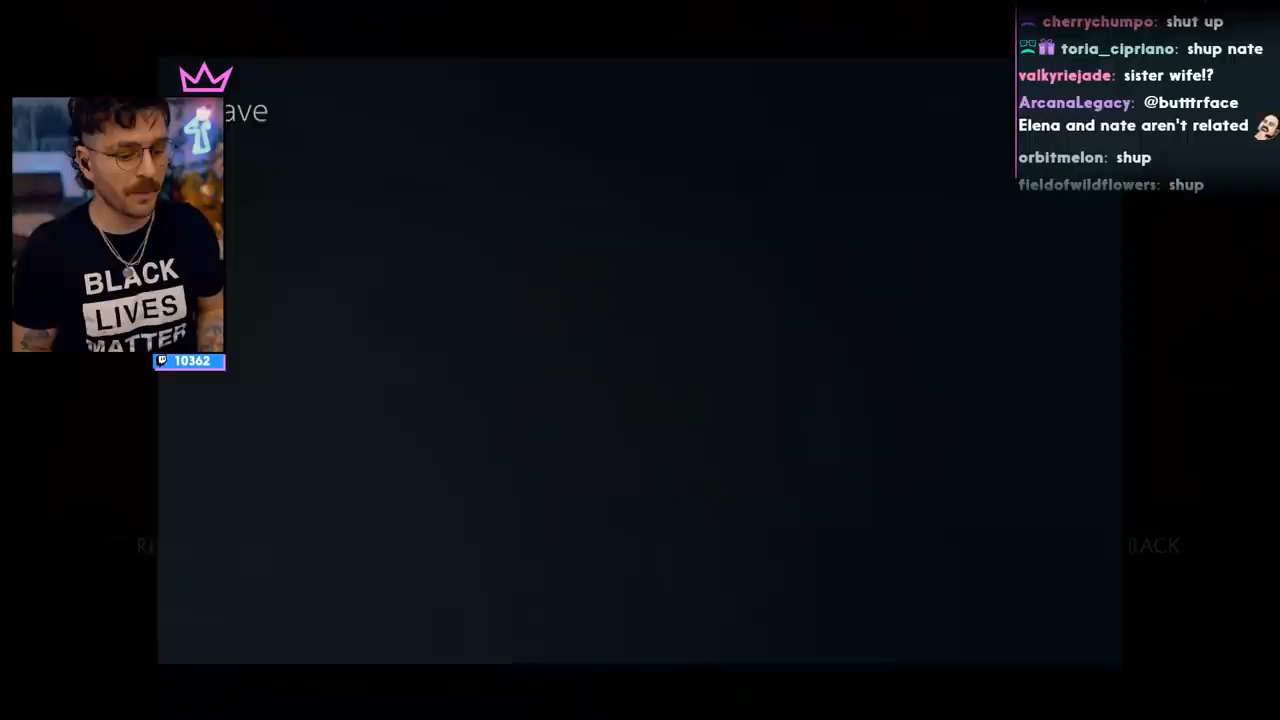 cherrychumpo: shut up
toria_cipriano: shup nate
valkyriejade: sister wife!?
ArcanaLegacy: @butttrface
Elena and nate aren't related
orbitmelon: shup
fieldofwildflowers: shup
ave
BLACK
LIVES
MATTER
10362
BACK